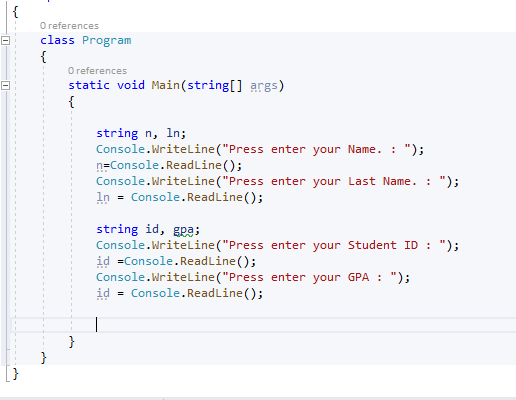 {
0 references
class Program
{
0 references
static void Main(string[] args)
{
string n, ln;
Console.WriteLine("Press enter your Name. : ");
n=Console.ReadLine();
Console.WriteLine("Press enter your Last Name. : ");
ln = Console.ReadLine();
string id, gpa;
Console.WriteLine("Press enter your Student ID : ");
id =Console.ReadLine();
Console.WriteLine("Press enter your GPA : ");
id = Console.ReadLine();
}
}
}